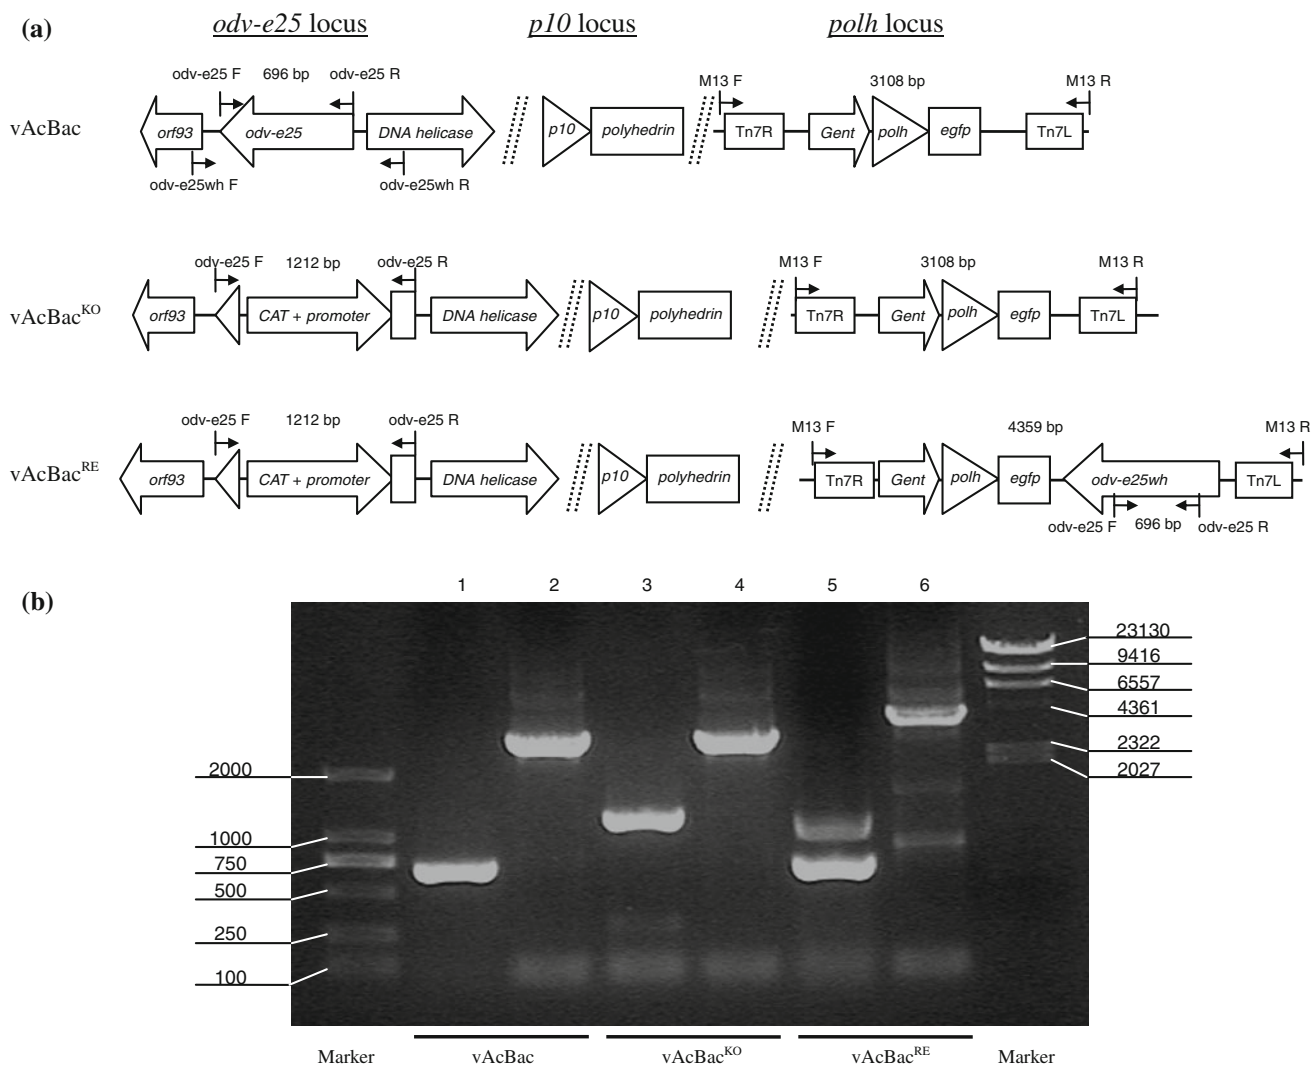 (a)
odv-e25 locus p10 locus polh locus
odv-e25 F 696 bp odv-e25 R M13 F 3108 bp M13 R
vAcBac orf93 odv-e25 DNA helicase p10 polyhedrin Tn7R Gent polh egfp Tn7L
odv-e25wh F odv-e25wh R
odv-e25 F 1212 bp odv-e25 R M13 F 3108 bp M13 R
vAcBacKO orf93 CAT + promoter DNA helicase p10 polyhedrin Tn7R Gent polh egfp Tn7L
odv-e25 F 1212 bp odv-e25 R M13 F 4359 bp M13 R
vAcBacRE orf93 CAT + promoter DNA helicase p10 polyhedrin Tn7R Gent polh egfp odv-e25wh Tn7L
odv-e25 F 696 bp odv-e25 R
(b)
1 2 3 4 5 6
2000
1000
750
500
250
100
23130
9416
6557
4361
2322
2027
Marker vAcBac vAcBacKO vAcBacRE Marker